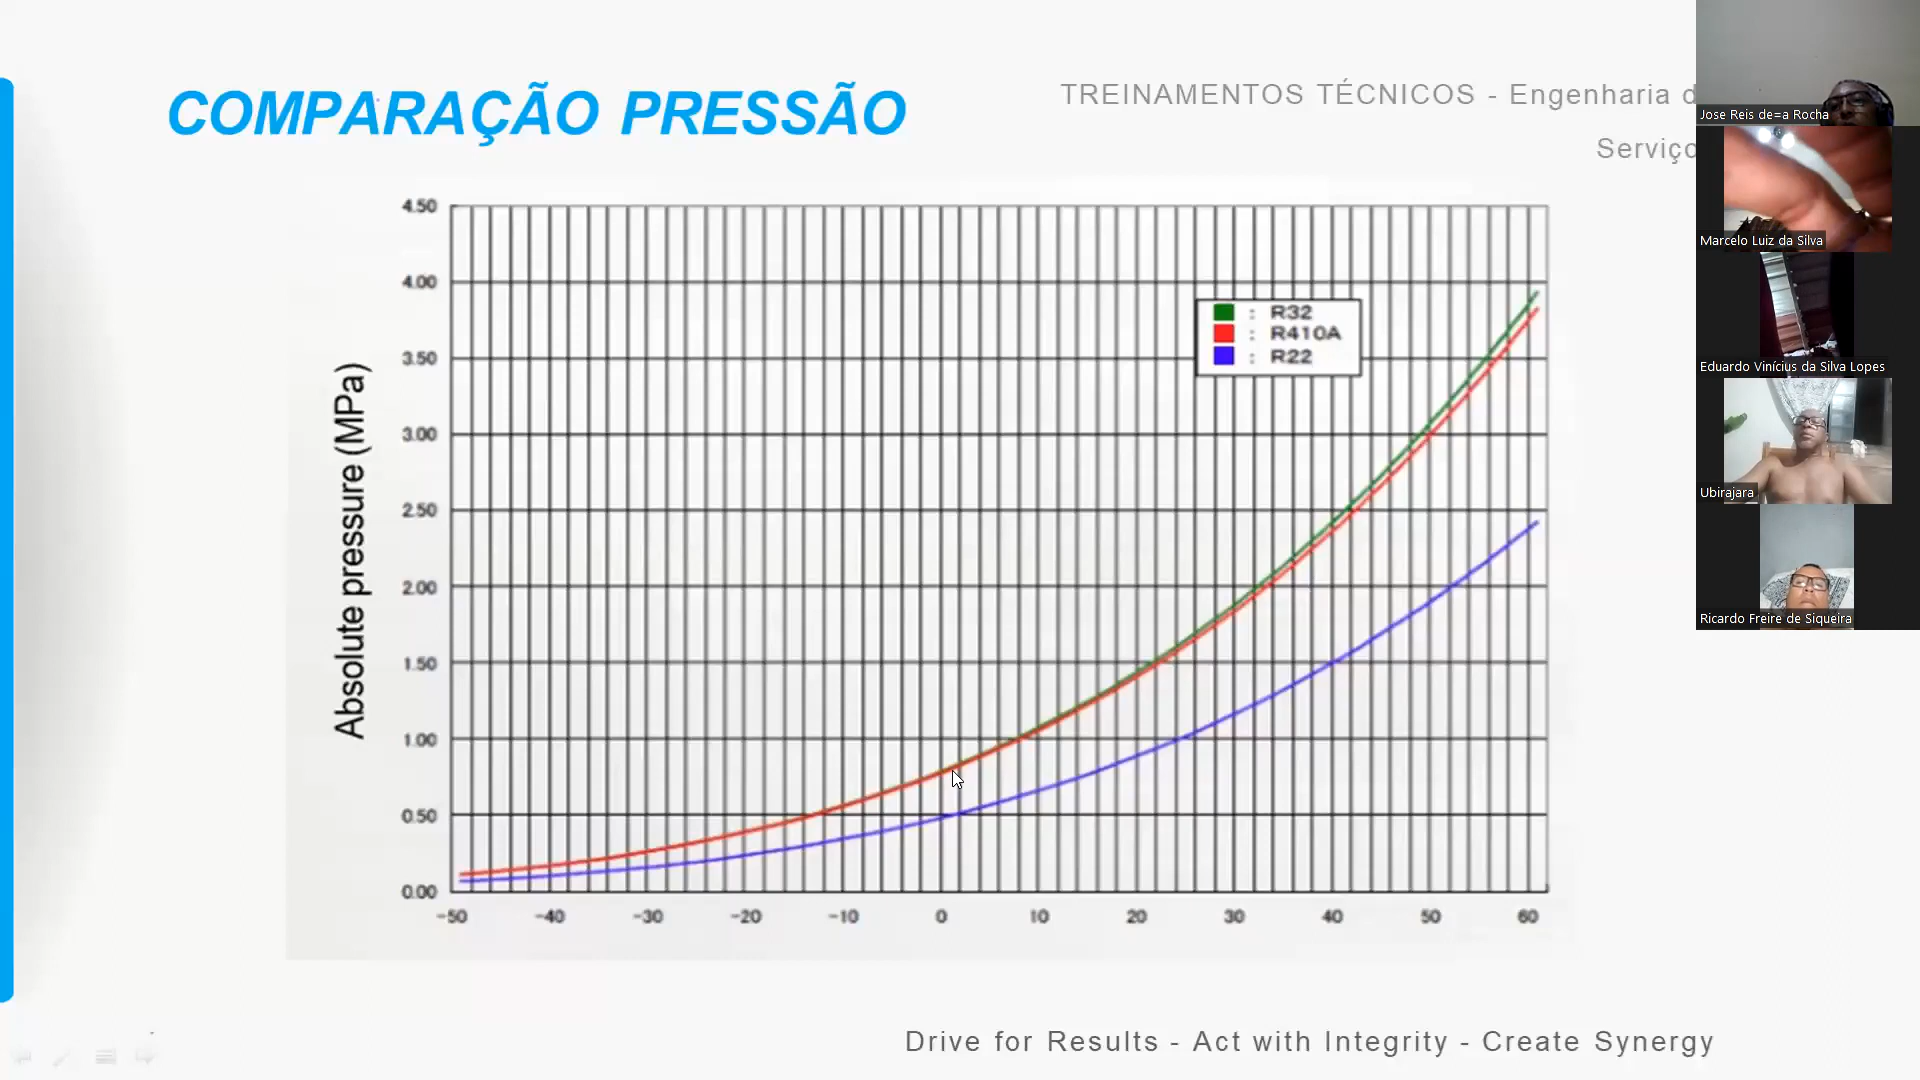 COMPARAÇÃO PRESSÃO
TREINAMENTOS TÉCNICOS - Engenharia d
Serviço
4.50
4.00
3.50
3.00
2.50
2.00
1.50
1.00
0.50
0.00
Absolute pressure (MPa)
: R32
: R410A
: R22
-50 -40 -30 -20 -10 0 10 20 30 40 50 60
Drive for Results - Act with Integrity - Create Synergy
Jose Reis de=a Rocha
Marcelo Luiz da Silva
Eduardo Vinícius da Silva Lopes
Ubirajara
Ricardo Freire de Siqueira